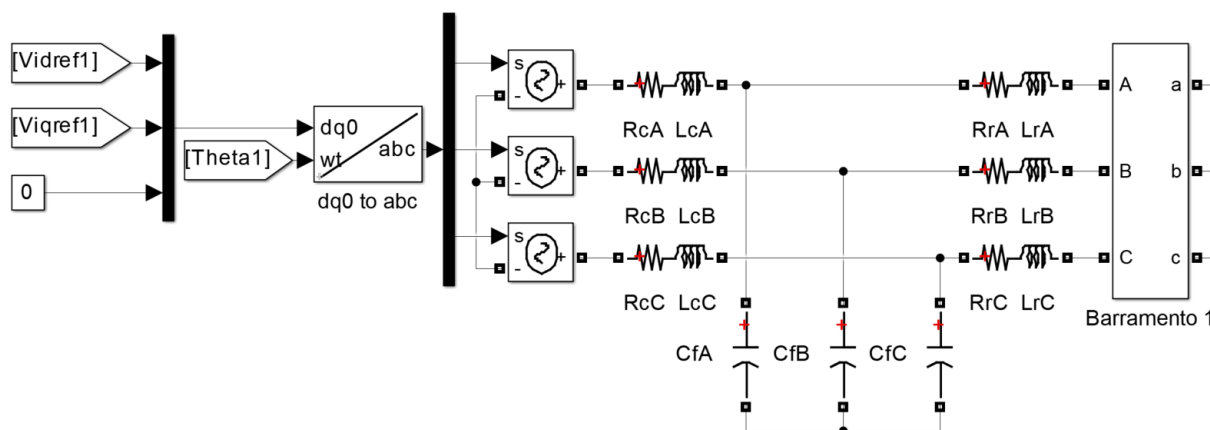 [Vidref1]
[Viqref1]
0
[Theta1]
dq0
wt
abc
dq0 to abc
s
-
+
s
-
+
s
-
+
RcA LcA
RcB LcB
RcC LcC
CfA
CfB
CfC
RrA LrA
RrB LrB
RrC LrC
A a
B b
C c
Barramento 1